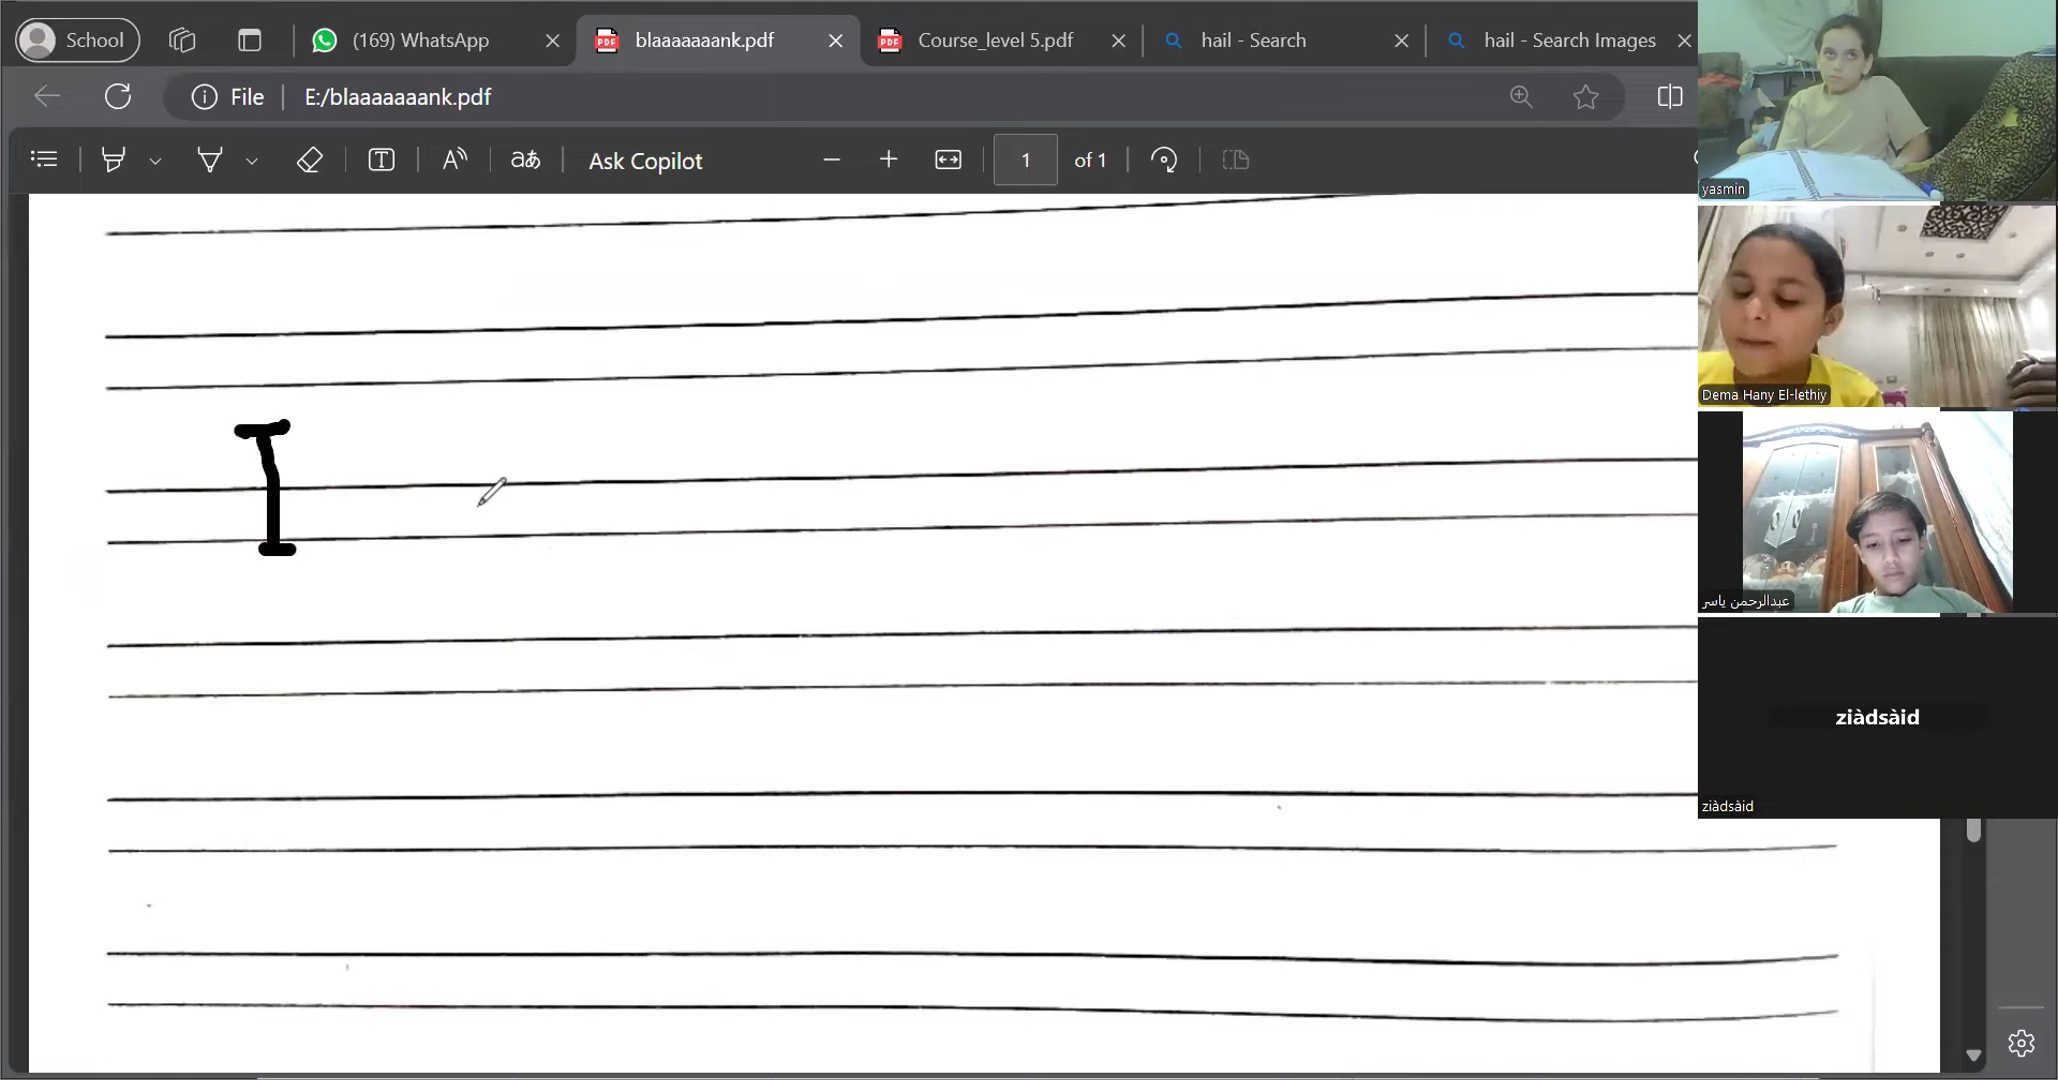 School
(169) WhatsApp
blaaaaaaank.pdf
Course_level 5.pdf
hail - Search
hail - Search Images
File
E:/blaaaaaaank.pdf
Ask Copilot
1
of 1
I
yasmin
Dema Hany El-lethiy
عبدالرحمن ياسر
ziàdsàid
ziàdsàid